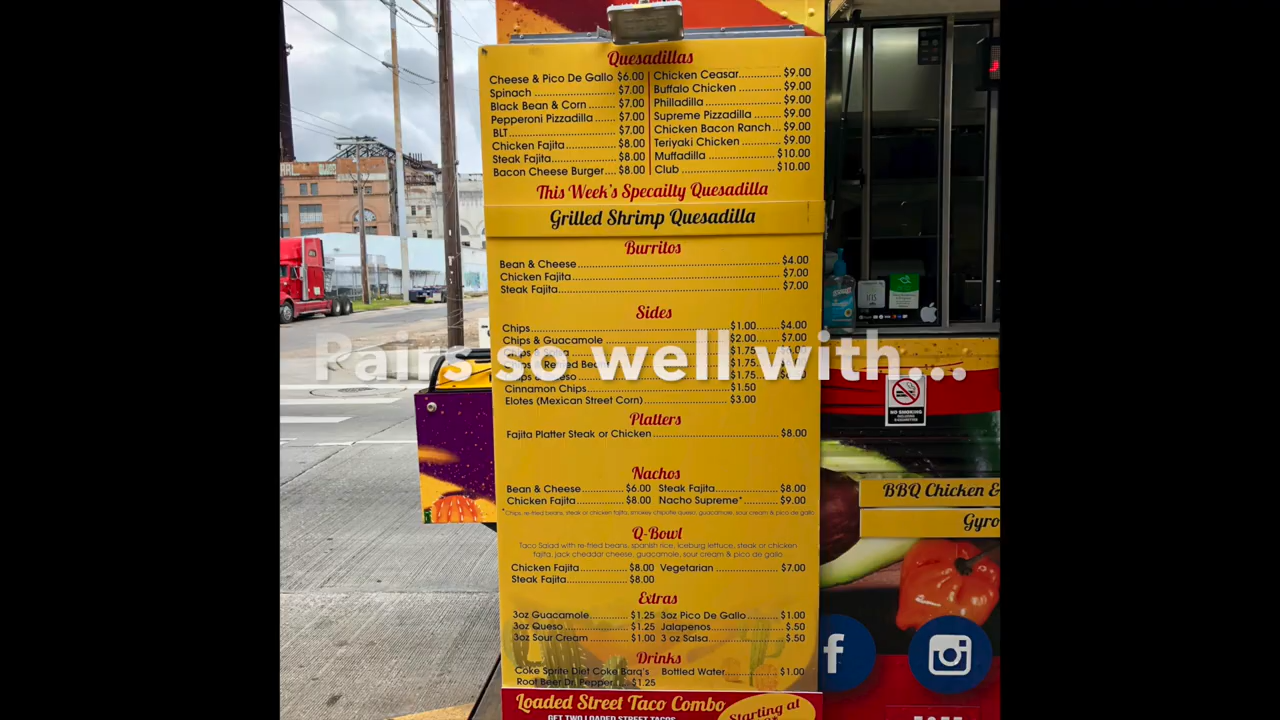 Quesadillas
Cheese & Pico De Gallo $6.00
Spinach $7.00
Black Bean & Corn $7.00
Pepperoni Pizzadilla $7.00
BLT $7.00
Chicken Fajita $8.00
Steak Fajita $8.00
Bacon Cheese Burger $8.00
Chicken Ceasar $9.00
Buffalo Chicken $9.00
Philladilla $9.00
Supreme Pizzadilla $9.00
Chicken Bacon Ranch $9.00
Teriyaki Chicken $9.00
Muffadilla $10.00
Club $10.00
This Week's Specailty Quesadilla
Grilled Shrimp Quesadilla
Burritos
Bean & Cheese $4.00
Chicken Fajita $7.00
Steak Fajita $7.00
Sides
Chips $1.00 $4.00
Chips & Guacamole $2.00 $7.00
$1.75
$1.75
$1.75
Cinnamon Chips $1.50
Elotes (Mexican Street Corn) $3.00
Pairs so well with...
Platters
Fajita Platter Steak or Chicken $8.00
Nachos
Bean & Cheese $6.00 Steak Fajita $8.00
Chicken Fajita $8.00 Nacho Supreme* $9.00
*Chips, re-fried beans, steak or chicken fajita, smokey chipotle queso, guacamole, sour cream & pico de gallo
Q-Bowl
Taco Salad with re-fried beans, spanish rice, iceburg lettuce, steak or chicken
fajita, jack cheddar cheese, guacamole, sour cream & pico de gallo
Chicken Fajita $8.00 Vegetarian $7.00
Steak Fajita $8.00
Extras
3oz Guacamole $1.25 3oz Pico De Gallo $1.00
3oz Queso $1.25 Jalapenos $.50
3oz Sour Cream $1.00 3 oz Salsa $.50
Drinks
Coke Sprite Diet Coke Barq's Bottled Water $1.00
Root Beer Dr. Pepper $1.25
Loaded Street Taco Combo
GET TWO LOADED STREET TACOS
Starting at
NO SMOKING
BBQ Chicken &
Gyro